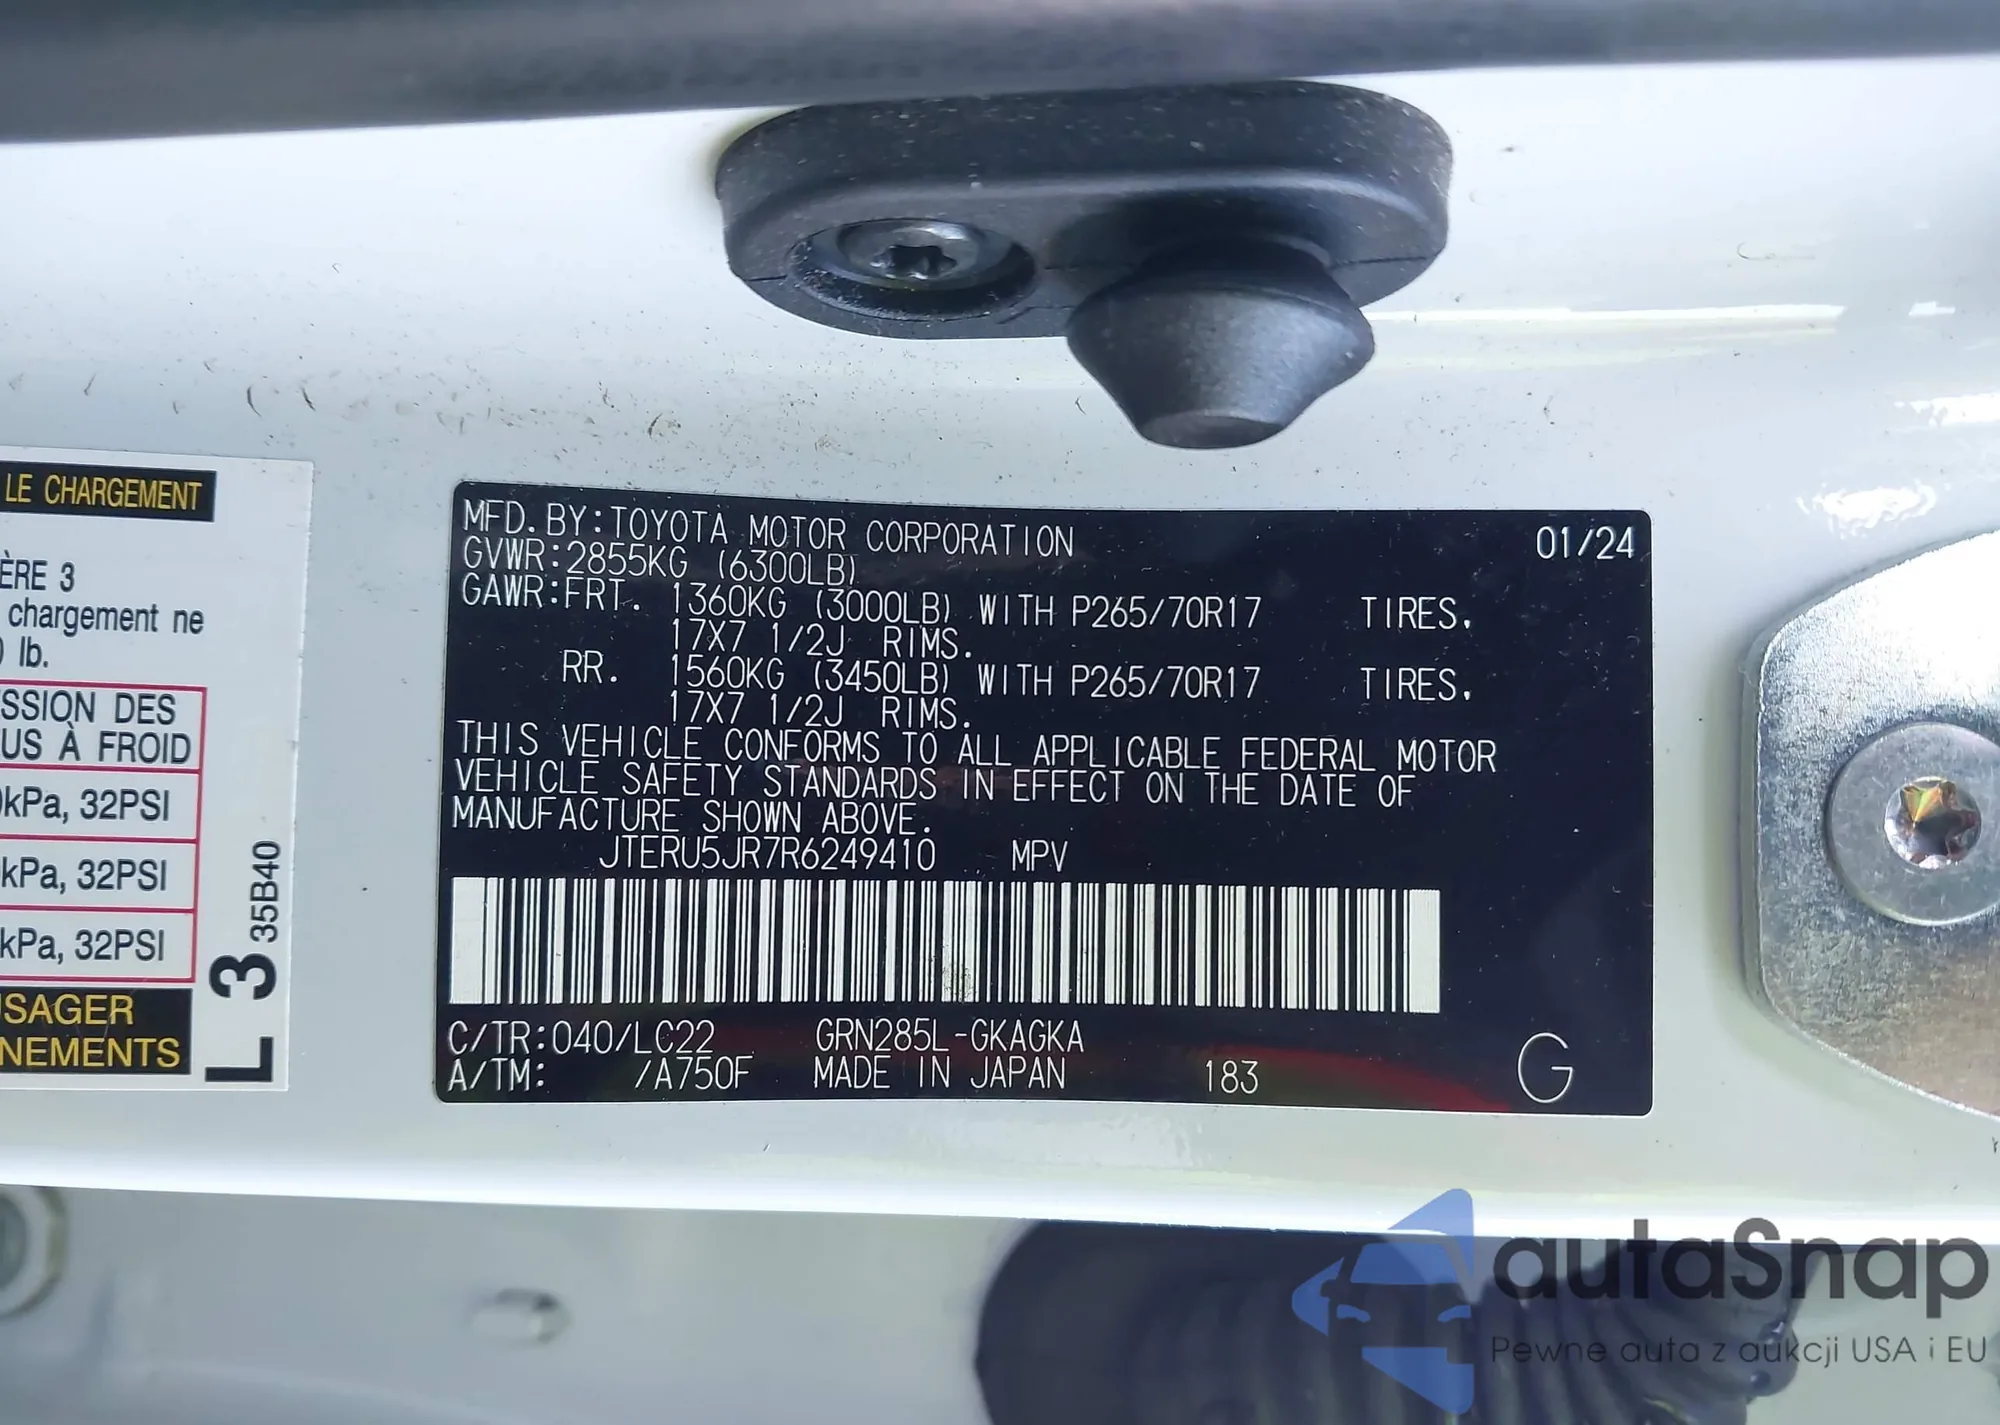 LE CHARGEMENT
ÈRE 3
chargement ne
lb.
SSION DES
US À FROID
kPa, 32PSI
kPa, 32PSI
kPa, 32PSI
SAGER
NEMENTS
L 3 35B40
MFD. BY: TOYOTA MOTOR CORPORATION 01/24
GVWR: 2855KG (6300LB)
GAWR: FRT. 1360KG (3000LB) WITH P265/70R17 TIRES.
17X7 1/2J RIMS.
RR. 1560KG (3450LB) WITH P265/70R17 TIRES.
17X7 1/2J RIMS.
THIS VEHICLE CONFORMS TO ALL APPLICABLE FEDERAL MOTOR
VEHICLE SAFETY STANDARDS IN EFFECT ON THE DATE OF
MANUFACTURE SHOWN ABOVE.
JTERU5JR7R6249410 MPV
C/TR: 040/LC22 GRN285L-GKAGKA
A/TM: /A750F MADE IN JAPAN 183 G
autaSnap
Pewne auta z aukcji USA i EU